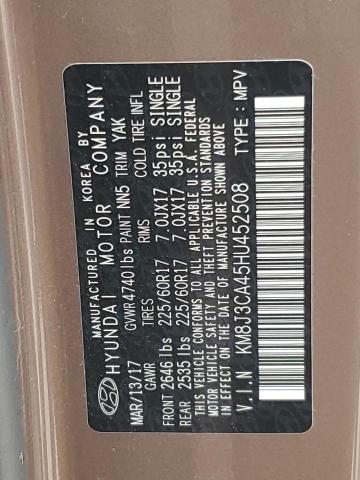 MANUFACTURED IN KOREA BY
HYUNDAI MOTOR COMPANY
MAR/13/17 GVWR4740lbs PAINT NN5 TRIM YAK
GAWR TIRES RIMS COLD TIRE INFL
FRONT 2646 lbs 225/60R17 7.0JX17 35psi SINGLE
REAR 2535 lbs 225/60R17 7.0JX17 35psi SINGLE
THIS VEHICLE CONFORMS TO ALL APPLICABLE U.S.A. FEDERAL
MOTOR VEHICLE SAFETY, BUMPER, AND THEFT PREVENTION STANDARDS
IN EFFECT ON THE DATE OF MANUFACTURE SHOWN ABOVE.
V.I.N KM8J3CA45HU452508 TYPE: MPV